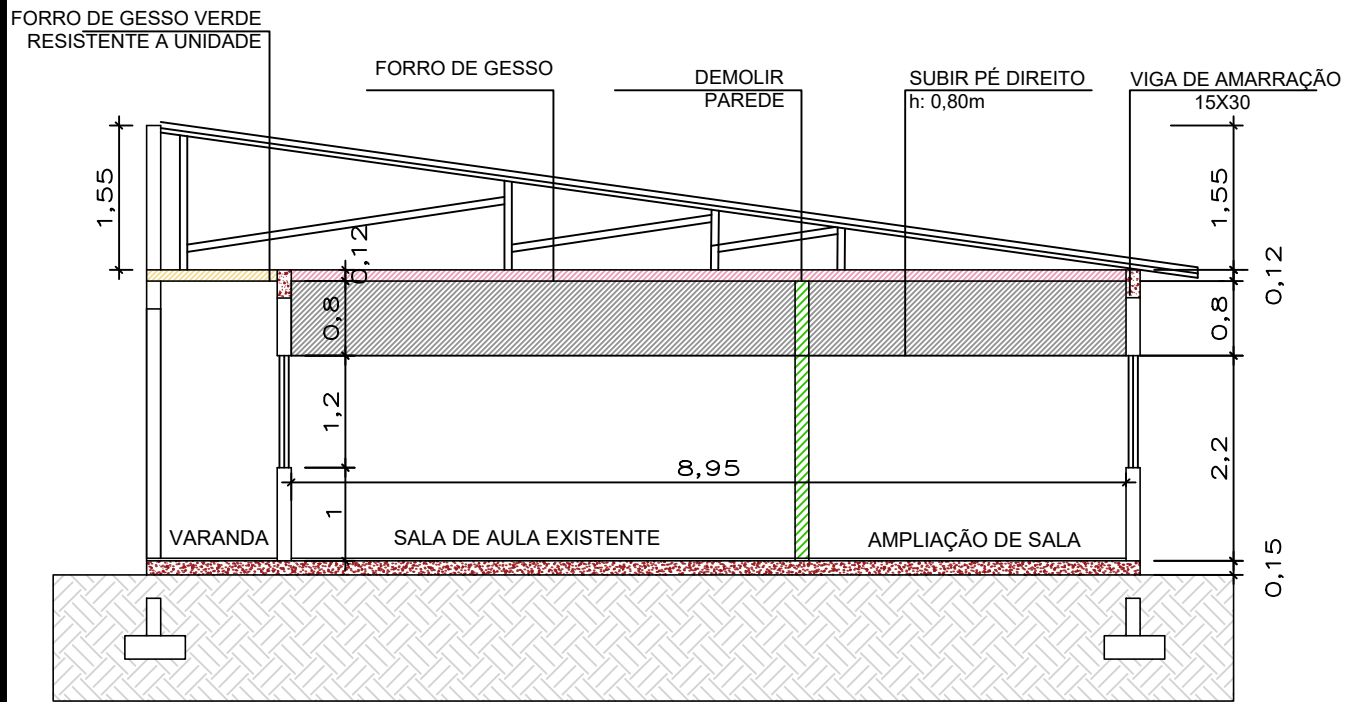 FORRO DE GESSO VERDE
RESISTENTE A UNIDADE
FORRO DE GESSO
DEMOLIR
PAREDE
SUBIR PÉ DIREITO
h: 0,80m
VIGA DE AMARRAÇÃO
15X30
1,55
1,55
0,12
0,12
0,8
0,8
1,2
2,2
8,95
1
VARANDA
SALA DE AULA EXISTENTE
AMPLIAÇÃO DE SALA
0,15